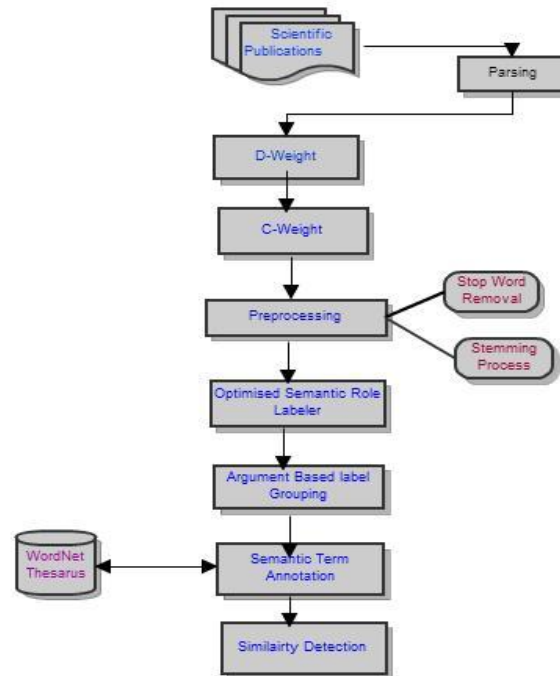 Scientific
Publications
Parsing
D-Weight
C-Weight
Stop Word
Removal
Preprocessing
Stemming
Process
Optimised Semantic Role
Labeler
Argument Based label
Grouping
WordNet
Thesarus
Semantic Term
Annotation
Similairty Detection